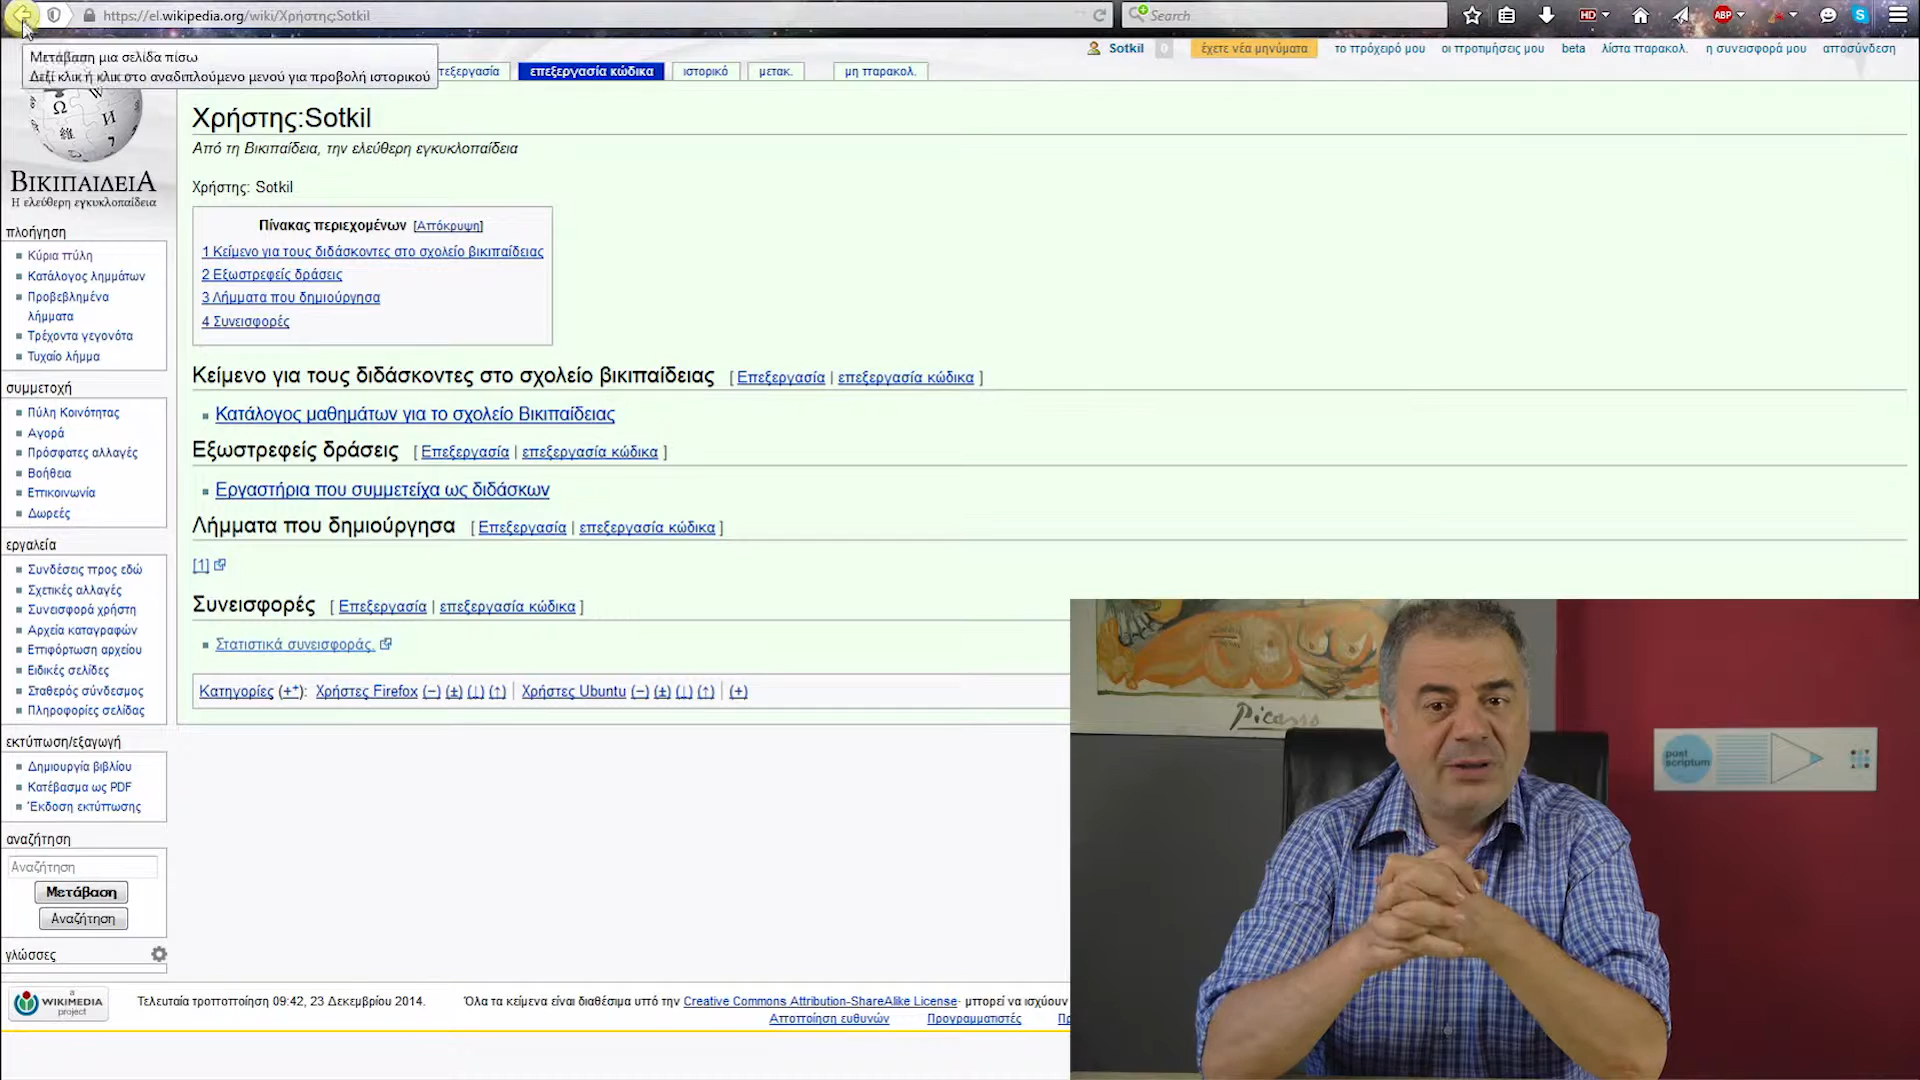 https://el.wikipedia.org/wiki/Χρήστης:Sotkil
Search
HD
ABP
Μετάβαση μια σελίδα πίσω
Δεξί κλικ ή κλικ στο αναδιπλούμενο μενού για προβολή ιστορικού
Sotkil
0
έχετε νέα μηνύματα
το πρόχειρό μου
οι προτιμήσεις μου
beta
λίστα παρακολ.
η συνεισφορά μου
αποσύνδεση
τεξεργασία
επεξεργασία κώδικα
ιστορικό
μετακ.
μη παρακολ.
Χρήστης:Sotkil
Από τη Βικιπαίδεια, την ελεύθερη εγκυκλοπαίδεια
Χρήστης: Sotkil
Πίνακας περιεχομένων [Απόκρυψη]
1 Κείμενο για τους διδάσκοντες στο σχολείο βικιπαίδειας
2 Εξωστρεφείς δράσεις
3 Λήμματα που δημιούργησα
4 Συνεισφορές
Κείμενο για τους διδάσκοντες στο σχολείο βικιπαίδειας [ Επεξεργασία | επεξεργασία κώδικα ]
Κατάλογος μαθημάτων για το σχολείο Βικιπαίδειας
Εξωστρεφείς δράσεις [ Επεξεργασία | επεξεργασία κώδικα ]
Εργαστήρια που συμμετείχα ως διδάσκων
Λήμματα που δημιούργησα [ Επεξεργασία | επεξεργασία κώδικα ]
[1]
Συνεισφορές [ Επεξεργασία | επεξεργασία κώδικα ]
Στατιστικά συνεισφοράς.
Κατηγορίες (+⁺): Χρήστες Firefox (−) (±) (↓) (↑) | Χρήστες Ubuntu (−) (±) (↓) (↑) | (+)
Ω
W
И
維
7
ΒΙΚΙΠΑΙΔΕΙΑ
Η ελεύθερη εγκυκλοπαίδεια
πλοήγηση
Κύρια πύλη
Κατάλογος λημμάτων
Προβεβλημένα
λήμματα
Τρέχοντα γεγονότα
Τυχαίο λήμμα
συμμετοχή
Πύλη Κοινότητας
Αγορά
Πρόσφατες αλλαγές
Βοήθεια
Επικοινωνία
Δωρεές
εργαλεία
Συνδέσεις προς εδώ
Σχετικές αλλαγές
Συνεισφορά χρήστη
Αρχεία καταγραφών
Επιφόρτωση αρχείου
Ειδικές σελίδες
Σταθερός σύνδεσμος
Πληροφορίες σελίδας
εκτύπωση/εξαγωγή
Δημιουργία βιβλίου
Κατέβασμα ως PDF
Έκδοση εκτύπωσης
αναζήτηση
Αναζήτηση
Μετάβαση
Αναζήτηση
γλώσσες
a
WIKIMEDIA
project
Τελευταία τροποποίηση 09:42, 23 Δεκεμβρίου 2014.
Όλα τα κείμενα είναι διαθέσιμα υπό την Creative Commons Attribution-ShareAlike License· μπορεί να ισχύουν
Αποποίηση ευθυνών
Προγραμματιστές
Πρ
Picasso
post
scriptum